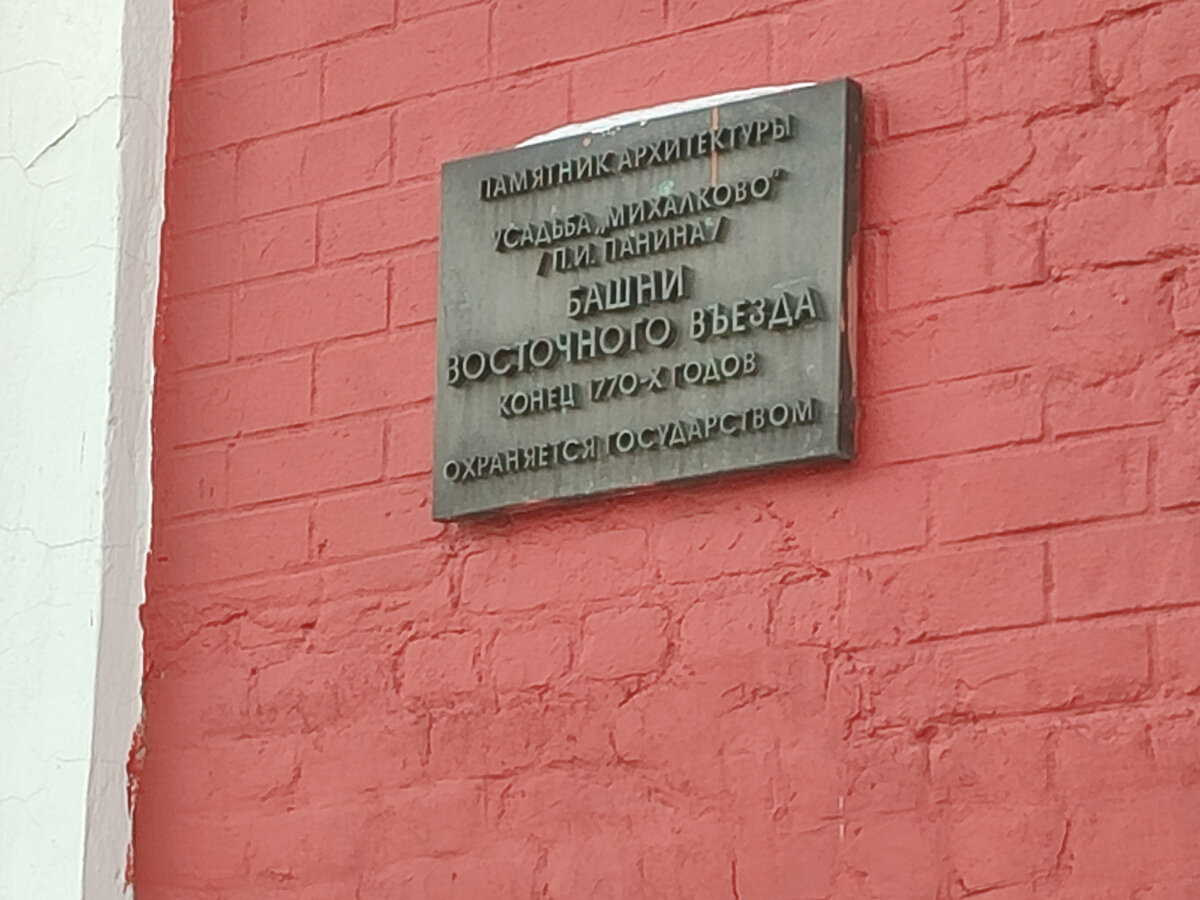 ПАМЯТНИК АРХИТЕКТУРЫ
УСАДЬБА „МИХАЛКОВО"
/П.И. ПАНИНА/
БАШНИ
ВОСТОЧНОГО ВЪЕЗДА
КОНЕЦ 1770-Х ГОДОВ
ОХРАНЯЕТСЯ ГОСУДАРСТВОМ